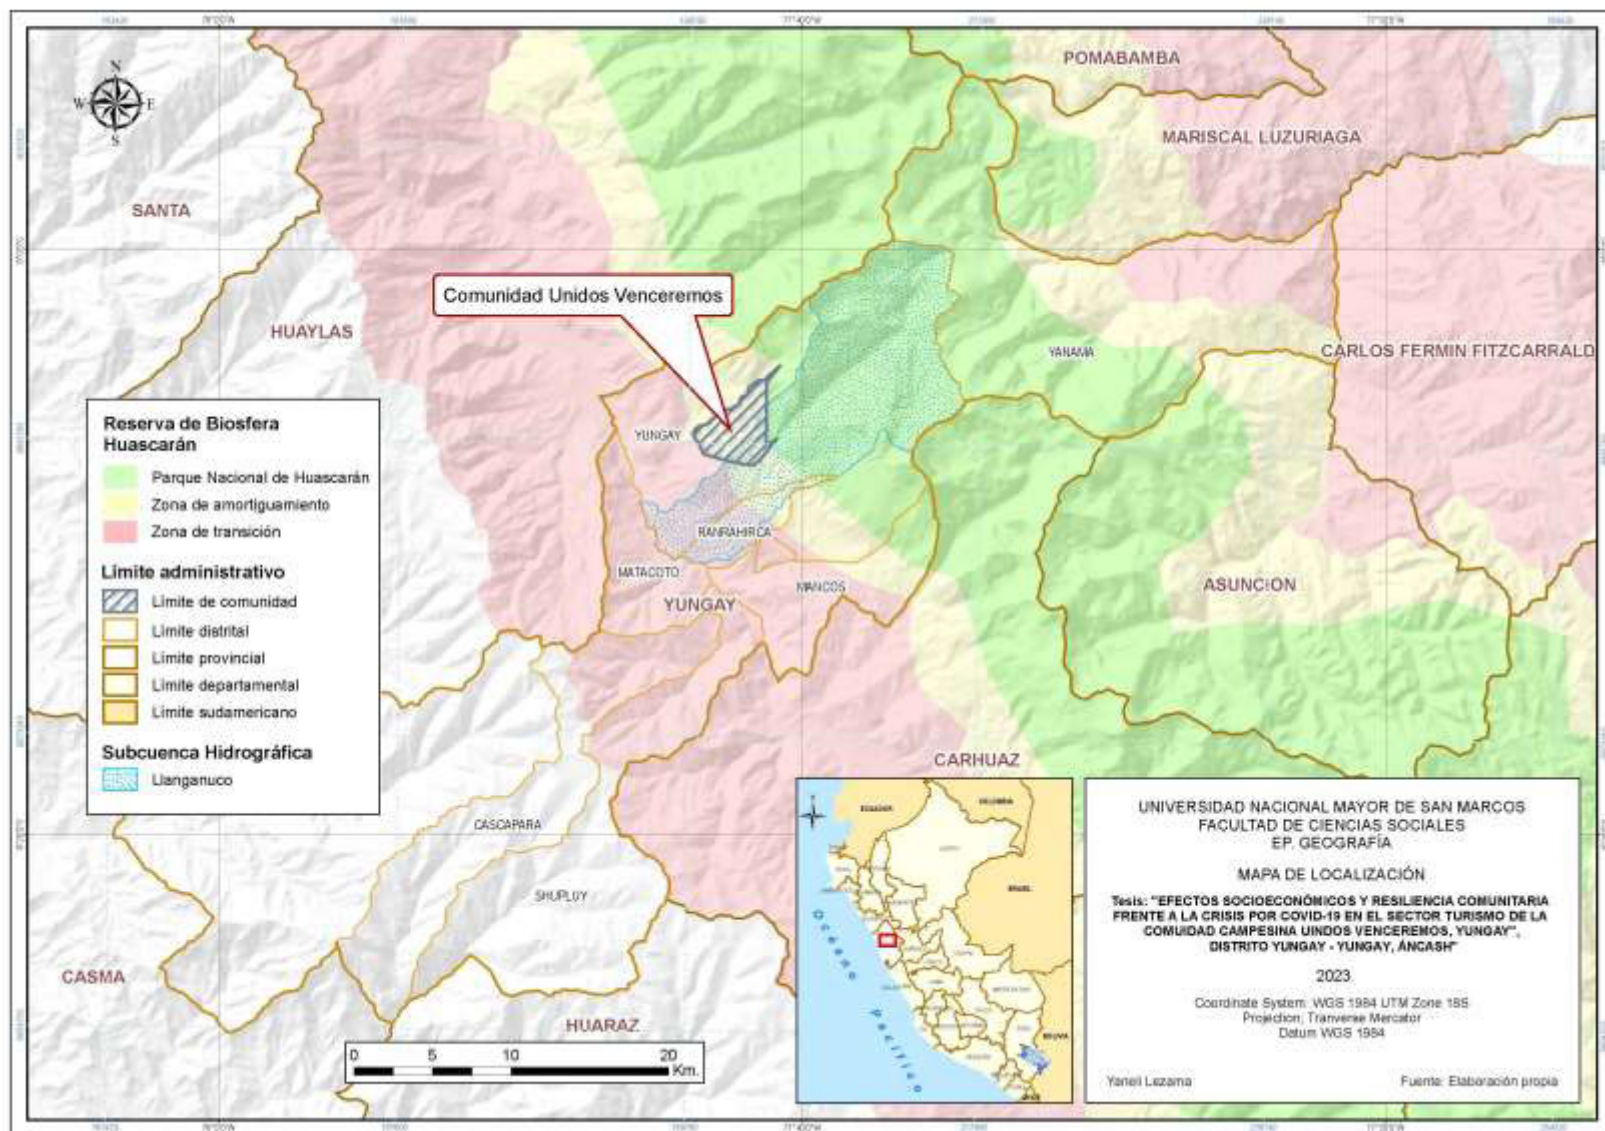 N
W E
S
POMABAMBA
MARISCAL LUZURIAGA
SANTA
Comunidad Unidos Venceremos
HUAYLAS
YANAMA
CARLOS FERMIN FITZCARRALD
YUNGAY
RANRAHIRCA
MATACOTO
MANCOS
YUNGAY
ASUNCION
CARHUAZ
CASCAPARA
SHUPLUY
CASMA
HUARAZ
Reserva de Biosfera
Huascarán
Parque Nacional de Huascarán
Zona de amortiguamiento
Zona de transición
Limite administrativo
Limite de comunidad
Limite distrital
Limite provincial
Limite departamental
Limite sudamericano
Subcuenca Hidrográfica
Llanganuco
0 5 10 20
Km.
ECUADOR
COLOMBIA
BRASIL
BOLIVIA
Océano Pacífico
UNIVERSIDAD NACIONAL MAYOR DE SAN MARCOS
FACULTAD DE CIENCIAS SOCIALES
EP. GEOGRAFÍA
MAPA DE LOCALIZACIÓN
Tesis: "EFECTOS SOCIOECONÓMICOS Y RESILIENCIA COMUNITARIA
FRENTE A LA CRISIS POR COVID-19 EN EL SECTOR TURISMO DE LA
COMUIDAD CAMPESINA UINDOS VENCEREMOS, YUNGAY",
DISTRITO YUNGAY - YUNGAY, ÁNCASH"
2023
Coordinate System: WGS 1984 UTM Zone 18S
Projection: Tranverse Mercator
Datum WGS 1984
Yaneli Lezama
Fuente: Elaboración propia